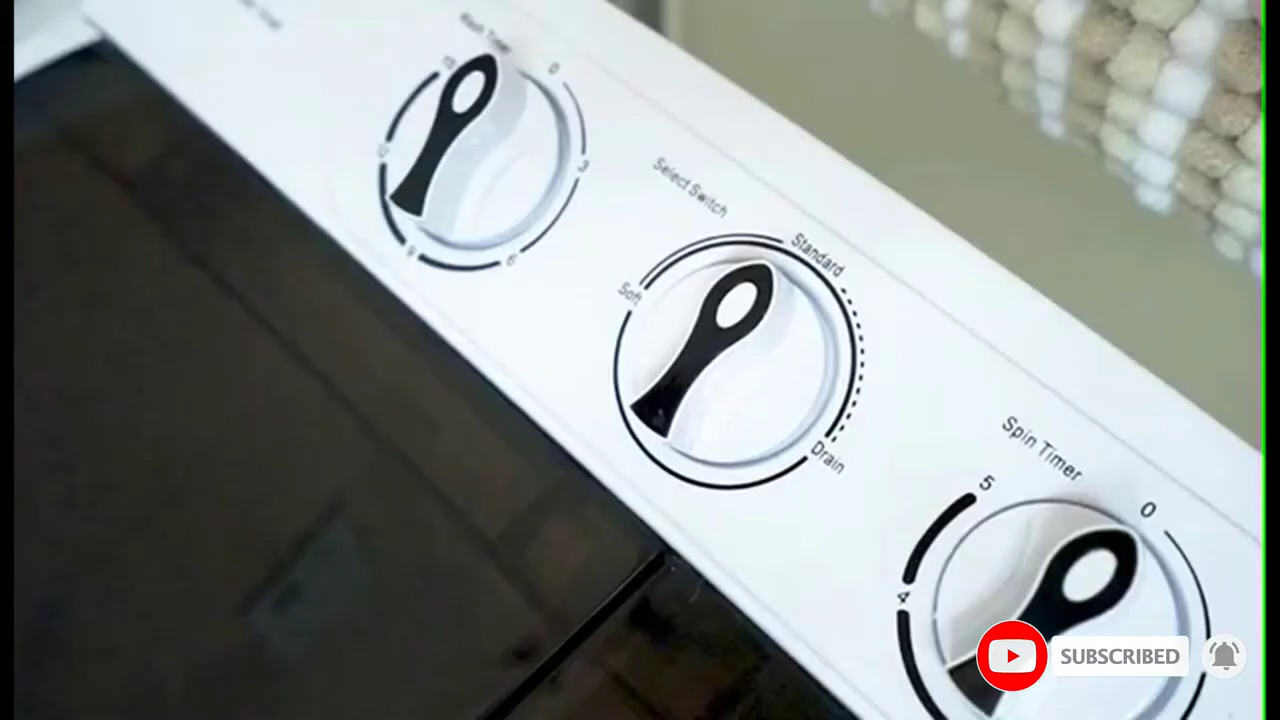 Wash Timer
15
0
12
3
9
6
Select Switch
Standard
Soft
Drain
Spin Timer
5
0
4
SUBSCRIBED